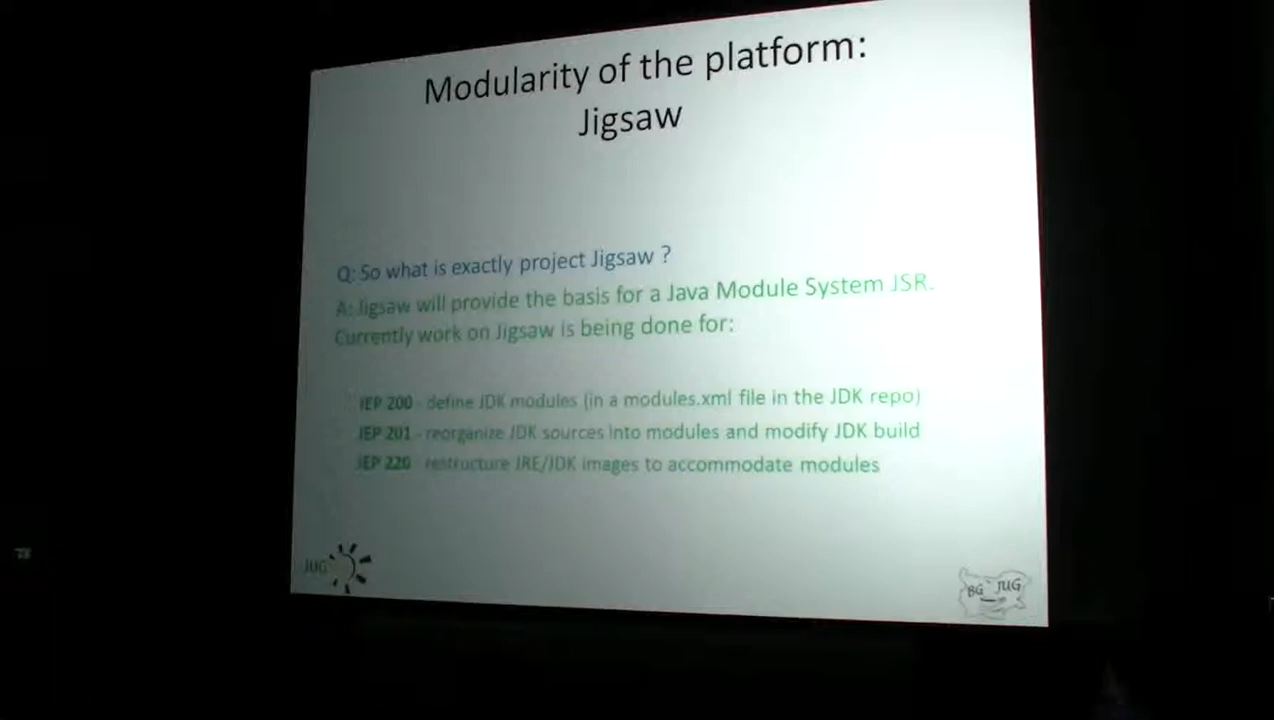 Modularity of the platform:
Jigsaw
Q: So what is exactly project Jigsaw ?
A: Jigsaw will provide the basis for a Java Module System JSR.
Currently work on Jigsaw is being done for:
JEP 200 - define JDK modules (in a modules.xml file in the JDK repo)
JEP 201 - reorganize JDK sources into modules and modify JDK build
JEP 220 restructure JRE/JDK images to accommodate modules
JUG
BG JUG